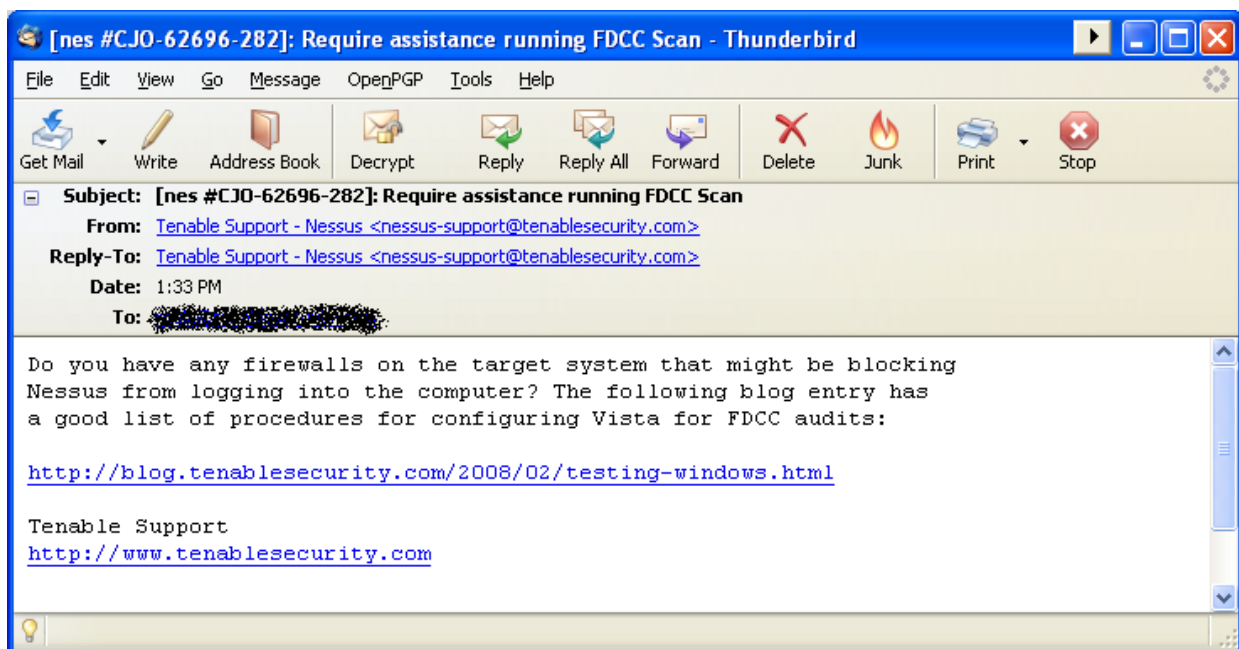 [nes #CJO-62696-282]: Require assistance running FDCC Scan - Thunderbird
File Edit View Go Message OpenPGP Tools Help
Get Mail Write Address Book Decrypt Reply Reply All Forward Delete Junk Print Stop
Subject: [nes #CJO-62696-282]: Require assistance running FDCC Scan
From: Tenable Support - Nessus <nessus-support@tenablesecurity.com>
Reply-To: Tenable Support - Nessus <nessus-support@tenablesecurity.com>
Date: 1:33 PM
To:
Do you have any firewalls on the target system that might be blocking
Nessus from logging into the computer? The following blog entry has
a good list of procedures for configuring Vista for FDCC audits:
http://blog.tenablesecurity.com/2008/02/testing-windows.html
Tenable Support
http://www.tenablesecurity.com